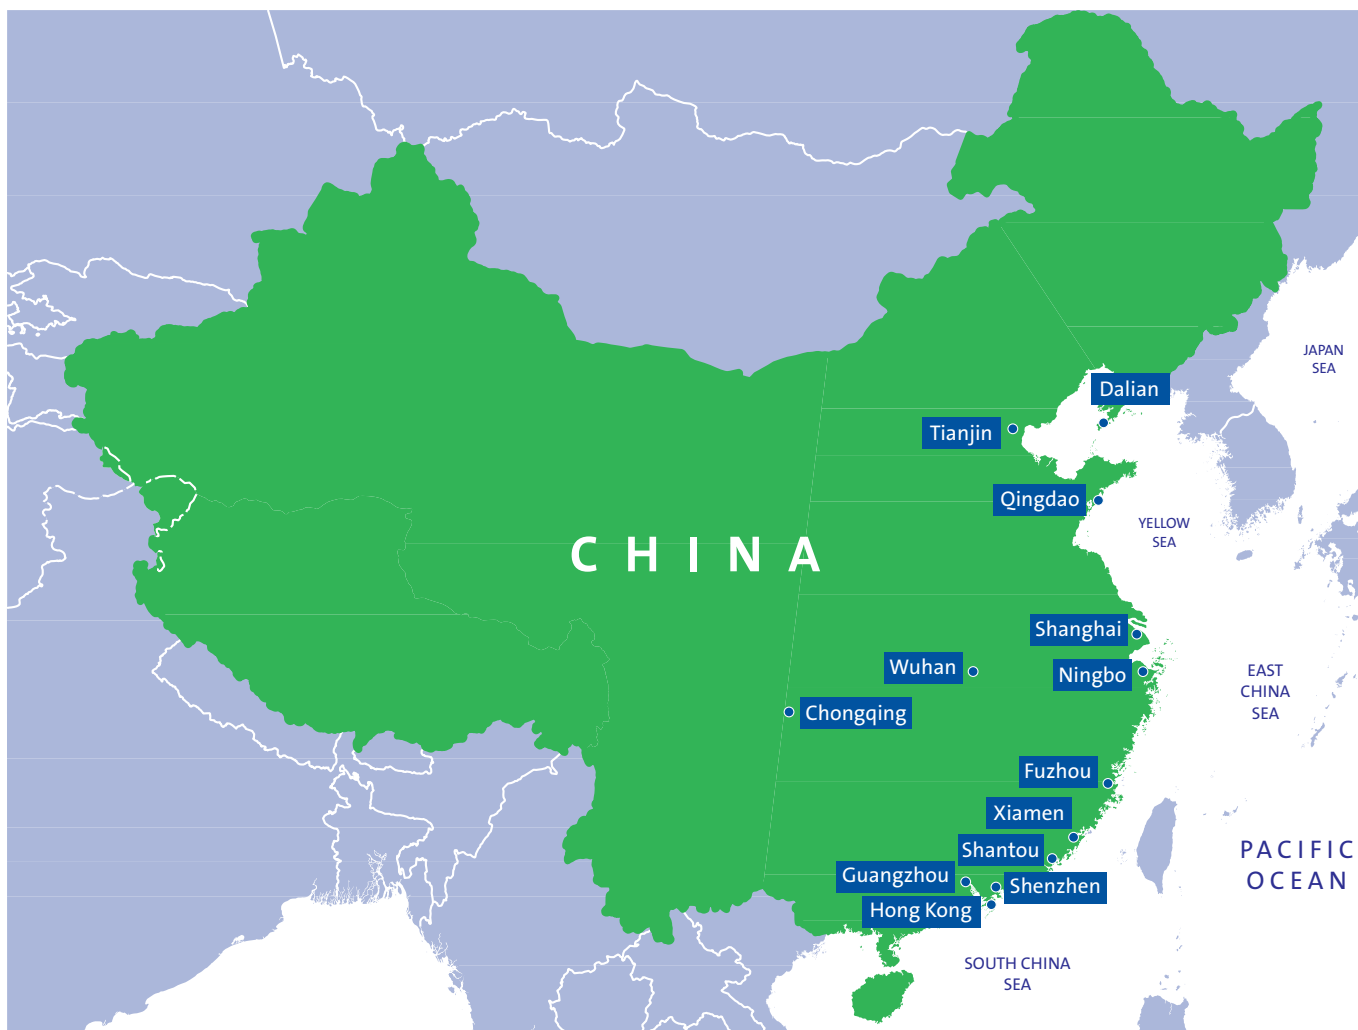 JAPAN
SEA
Dalian
Tianjin
Qingdao
YELLOW
SEA
CHINA
Shanghai
Wuhan
Ningbo
EAST
CHINA
SEA
Chongqing
Fuzhou
Xiamen
Shantou
PACIFIC
OCEAN
Guangzhou
Shenzhen
Hong Kong
SOUTH CHINA
SEA